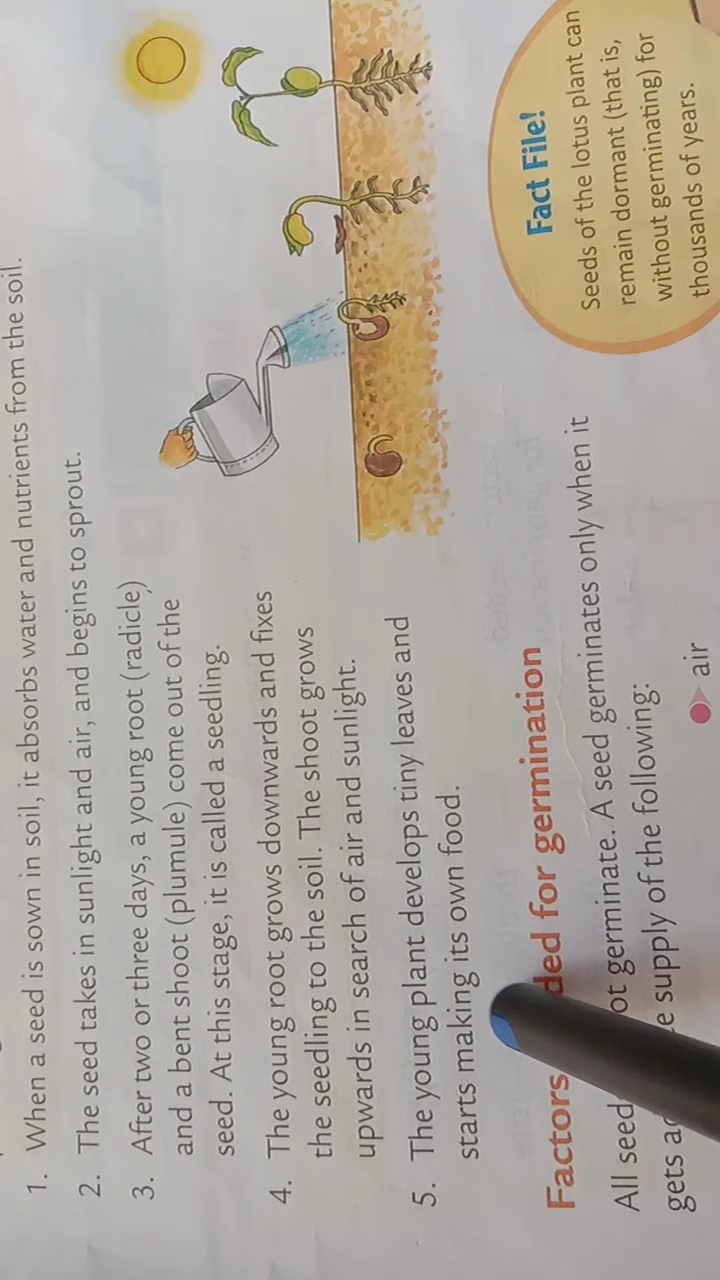 1. When a seed is sown in soil, it absorbs water and nutrients from the soil.
2. The seed takes in sunlight and air, and begins to sprout.
3. After two or three days, a young root (radicle)
and a bent shoot (plumule) come out of the
seed. At this stage, it is called a seedling.
4. The young root grows downwards and fixes
the seedling to the soil. The shoot grows
upwards in search of air and sunlight.
5. The young plant develops tiny leaves and
starts making its own food.
Fact File!
Seeds of the lotus plant can
remain dormant (that is,
without germinating) for
thousands of years.
Factors for germination
All germinate. A seed germinates only when it
gets supply of the following:
air